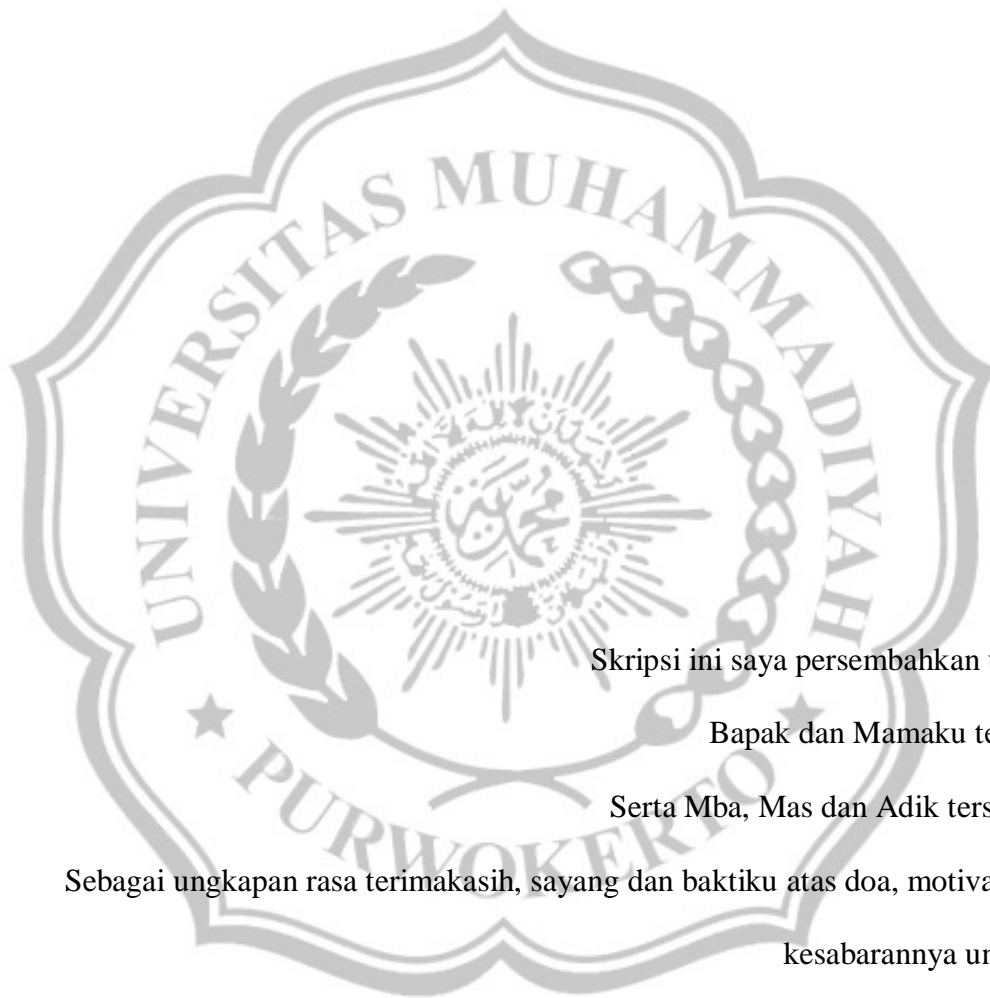 UNIVERSITAS MUHAMMADIYAH
PURWOKERTO
Skripsi ini saya persembahkan
Bapak dan Mamaku
Serta Mba, Mas dan Adik
Sebagai ungkapan rasa terimakasih, sayang dan baktiku atas doa,
kesabarannya